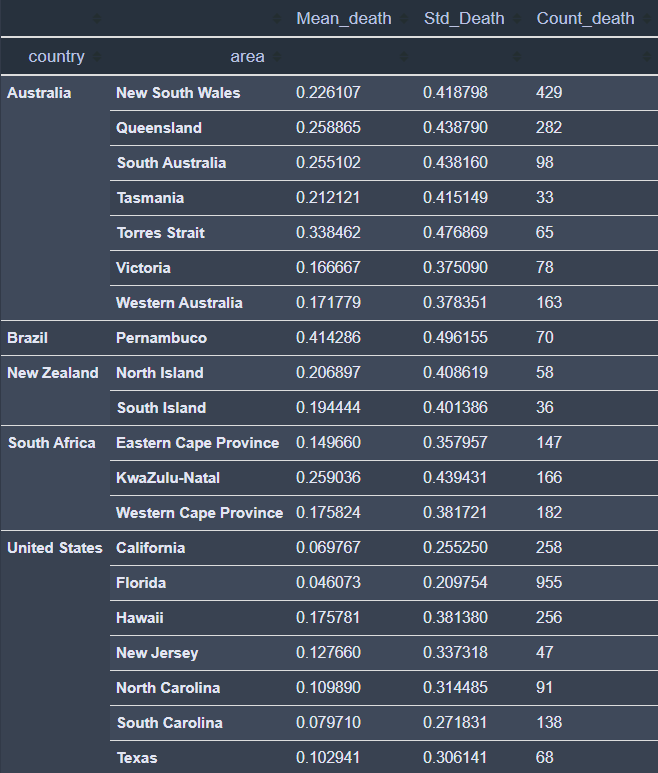 Mean_death Std_Death Count_death
country area
Australia New South Wales 0.226107 0.418798 429
Queensland 0.258865 0.438790 282
South Australia 0.255102 0.438160 98
Tasmania 0.212121 0.415149 33
Torres Strait 0.338462 0.476869 65
Victoria 0.166667 0.375090 78
Western Australia 0.171779 0.378351 163
Brazil Pernambuco 0.414286 0.496155 70
New Zealand North Island 0.206897 0.408619 58
South Island 0.194444 0.401386 36
South Africa Eastern Cape Province 0.149660 0.357957 147
KwaZulu-Natal 0.259036 0.439431 166
Western Cape Province 0.175824 0.381721 182
United States California 0.069767 0.255250 258
Florida 0.046073 0.209754 955
Hawaii 0.175781 0.381380 256
New Jersey 0.127660 0.337318 47
North Carolina 0.109890 0.314485 91
South Carolina 0.079710 0.271831 138
Texas 0.102941 0.306141 68